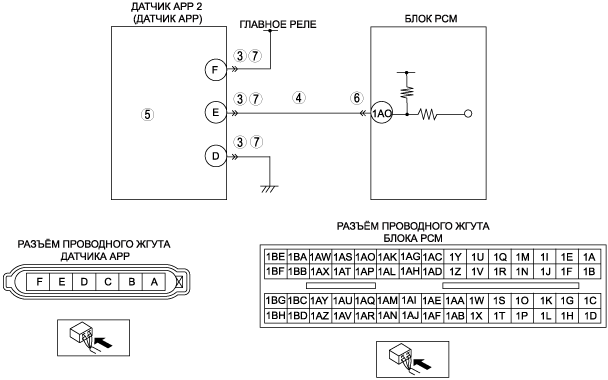 ДАТЧИК APP 2
(ДАТЧИК APP)
ГЛАВНОЕ РЕЛЕ
БЛОК PCM
F
3 7
E
3 7
4
6
1AO
5
D
3 7
РАЗЪЁМ ПРОВОДНОГО ЖГУТА
ДАТЧИКА APP
F E D C B A
РАЗЪЁМ ПРОВОДНОГО ЖГУТА
БЛОКА PCM
1BE 1BA 1AW 1AS 1AO 1AK 1AG 1AC 1Y 1U 1Q 1M 1I 1E 1A
1BF 1BB 1AX 1AT 1AP 1AL 1AH 1AD 1Z 1V 1R 1N 1J 1F 1B
1BG 1BC 1AY 1AU 1AQ 1AM 1AI 1AE 1AA 1W 1S 1O 1K 1G 1C
1BH 1BD 1AZ 1AV 1AR 1AN 1AJ 1AF 1AB 1X 1T 1P 1L 1H 1D